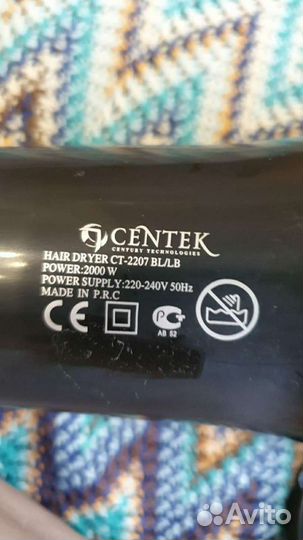 CENTEK
CENTURY TECHNOLOGIES
HAIR DRYER CT-2207 BL/LB
POWER:2000 W
POWER SUPPLY:220-240V 50Hz
MADE IN P.R.C
CE
АВ 52
Avito